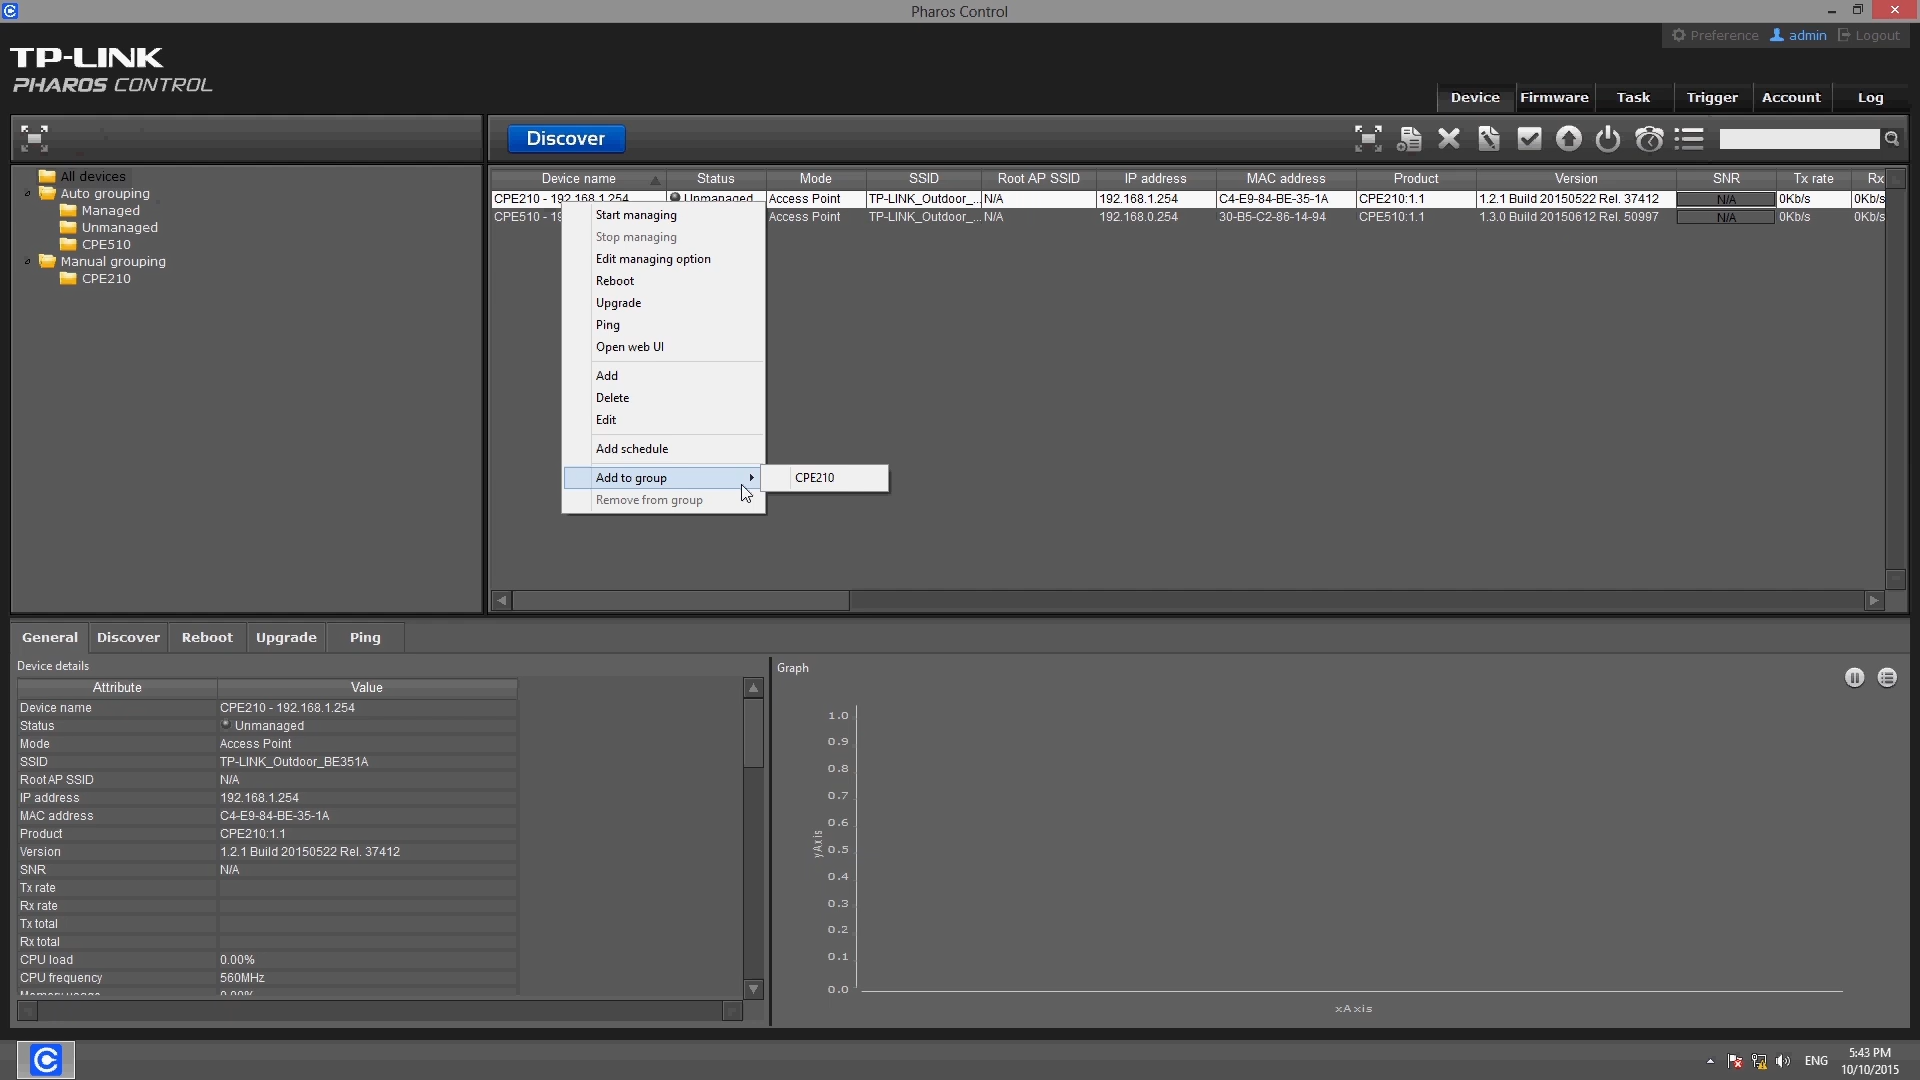 Pharos Control
TP-LINK
PHAROS CONTROL
Preference admin Logout
Device Firmware Task Trigger Account Log
Discover
All devices
Auto grouping
Managed
Unmanaged
CPE510
Manual grouping
CPE210
Device name Status Mode SSID Root AP SSID IP address MAC address Product Version SNR Tx rate Rx
CPE210 - 192.168.1.254 Unmanaged Access Point TP-LINK_Outdoor_... N/A 192.168.1.254 C4-E9-84-BE-35-1A CPE210:1.1 1.2.1 Build 20150522 Rel. 37412 N/A 0Kb/s 0Kb/s
CPE510 - 19 Access Point TP-LINK_Outdoor_... N/A 192.168.0.254 30-B5-C2-86-14-94 CPE510:1.1 1.3.0 Build 20150612 Rel. 50997 N/A 0Kb/s 0Kb/s
Start managing
Stop managing
Edit managing option
Reboot
Upgrade
Ping
Open web UI
Add
Delete
Edit
Add schedule
Add to group
CPE210
Remove from group
General Discover Reboot Upgrade Ping
Device details
Attribute Value
Device name CPE210 - 192.168.1.254
Status Unmanaged
Mode Access Point
SSID TP-LINK_Outdoor_BE351A
Root AP SSID N/A
IP address 192.168.1.254
MAC address C4-E9-84-BE-35-1A
Product CPE210:1.1
Version 1.2.1 Build 20150522 Rel. 37412
SNR N/A
Tx rate
Rx rate
Tx total
Rx total
CPU load 0.00%
CPU frequency 560MHz
Memory usage 0.00%
Graph
1.0
0.9
0.8
0.7
0.6
0.5
0.4
0.3
0.2
0.1
0.0
yAxis
xAxis
ENG
5:43 PM
10/10/2015